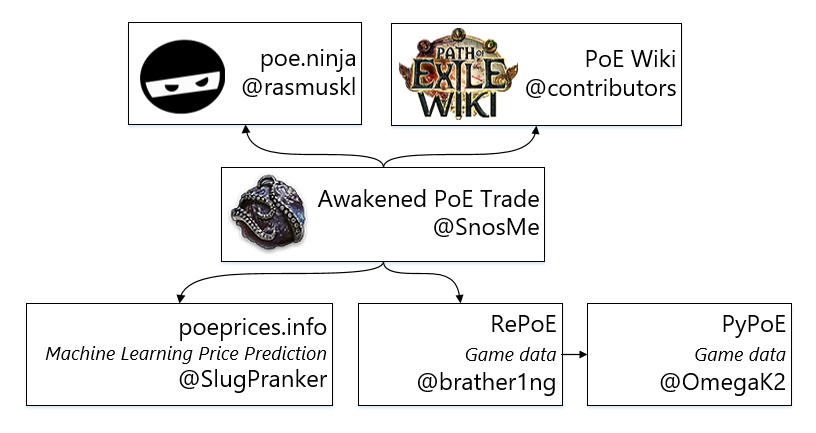 poe.ninja
@rasmuskl
PATH OF
EXILE
WIKI
PoE Wiki
@contributors
Awakened PoE Trade
@SnosMe
poeprices.info
Machine Learning Price Prediction
@SlugPranker
RePoE
Game data
@brather1ng
PyPoE
Game data
@OmegaK2